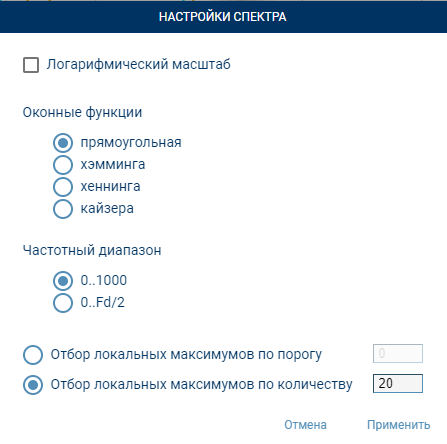 НАСТРОЙКИ СПЕКТРА
Логарифмический масштаб
Оконные функции
прямоугольная
хэмминга
хеннинга
кайзера
Частотный диапазон
0..1000
0..Fd/2
Отбор локальных максимумов по порогу 0
Отбор локальных максимумов по количеству 20
Отмена Применить